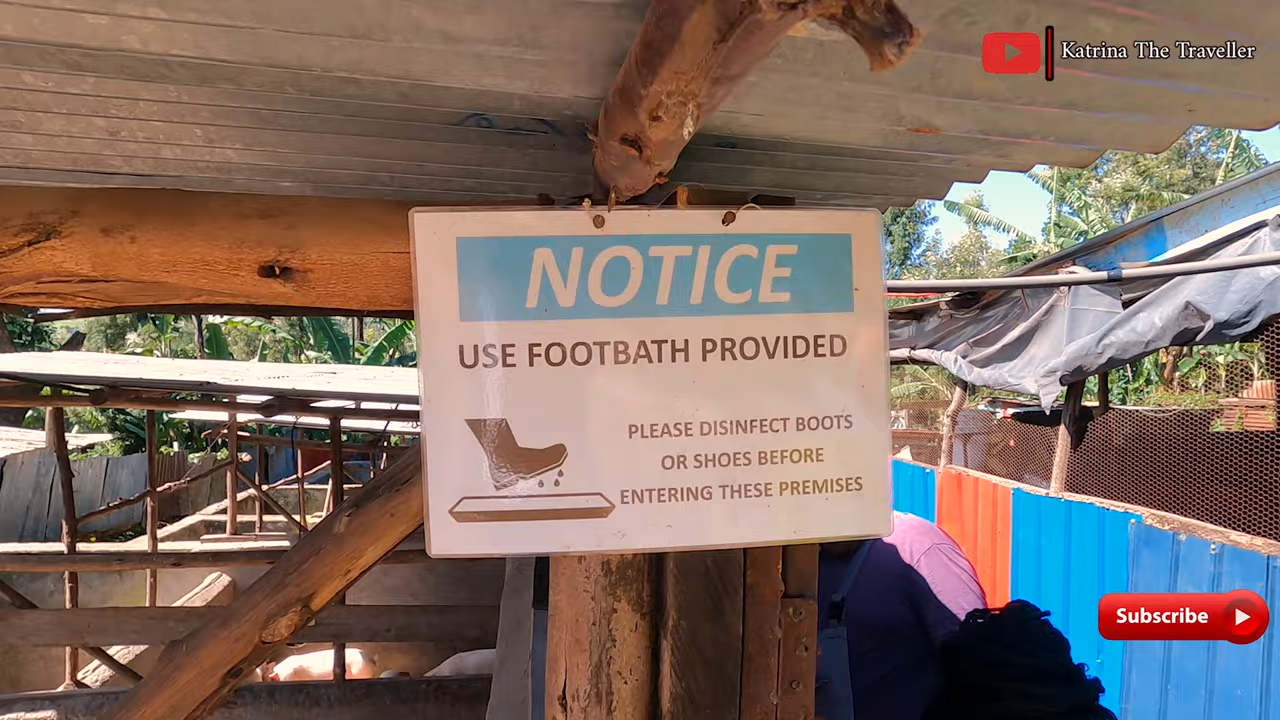 Katrina The Traveller
NOTICE
USE FOOTBATH PROVIDED
PLEASE DISINFECT BOOTS
OR SHOES BEFORE
ENTERING THESE PREMISES
Subscribe